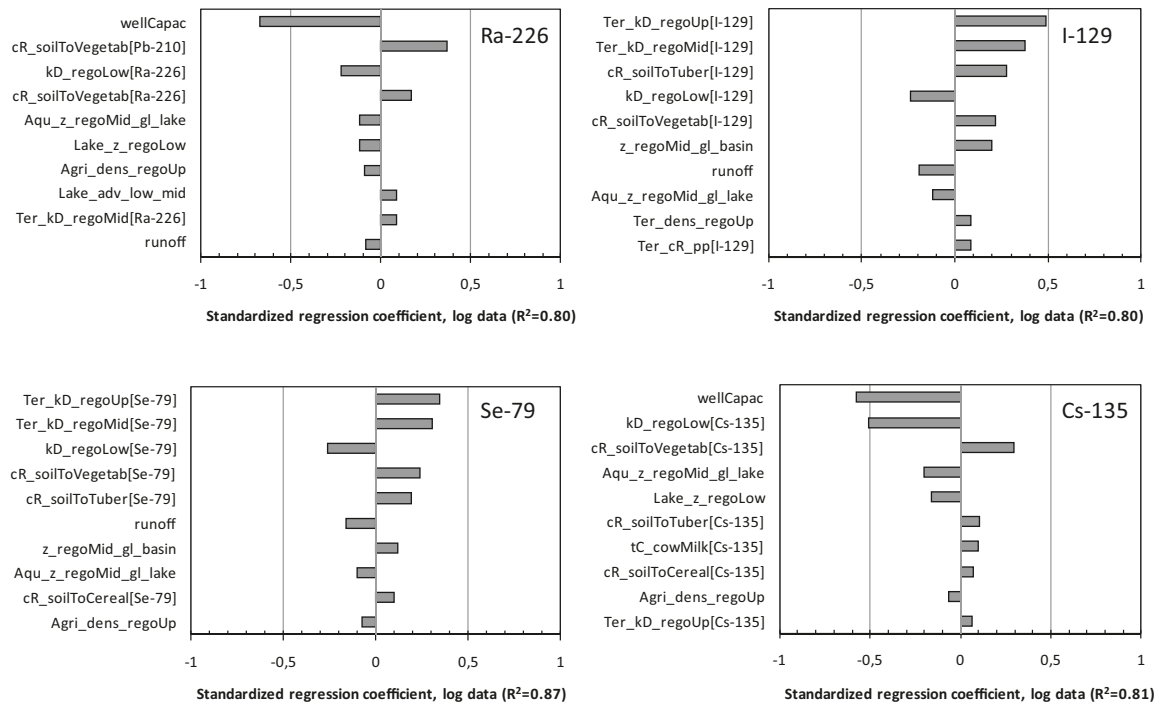 wellCapac
cR_soilToVegetab[Pb-210]
kD_regoLow[Ra-226]
cR_soilToVegetab[Ra-226]
Aqu_z_regoMid_gl_lake
Lake_z_regoLow
Agri_dens_regoUp
Lake_adv_low_mid
Ter_kD_regoMid[Ra-226]
runoff
Ra-226
-1 -0,5 0 0,5 1
Standardized regression coefficient, log data (R²=0.80)
Ter_kD_regoUp[I-129]
Ter_kD_regoMid[I-129]
cR_soilToTuber[I-129]
kD_regoLow[I-129]
cR_soilToVegetab[I-129]
z_regoMid_gl_basin
runoff
Aqu_z_regoMid_gl_lake
Ter_dens_regoUp
Ter_cR_pp[I-129]
I-129
-1 -0,5 0 0,5 1
Standardized regression coefficient, log data (R²=0.80)
Ter_kD_regoUp[Se-79]
Ter_kD_regoMid[Se-79]
kD_regoLow[Se-79]
cR_soilToVegetab[Se-79]
cR_soilToTuber[Se-79]
runoff
z_regoMid_gl_basin
Aqu_z_regoMid_gl_lake
cR_soilToCereal[Se-79]
Agri_dens_regoUp
Se-79
-1 -0,5 0 0,5 1
Standardized regression coefficient, log data (R²=0.87)
wellCapac
kD_regoLow[Cs-135]
cR_soilToVegetab[Cs-135]
Aqu_z_regoMid_gl_lake
Lake_z_regoLow
cR_soilToTuber[Cs-135]
tC_cowMilk[Cs-135]
cR_soilToCereal[Cs-135]
Agri_dens_regoUp
Ter_kD_regoUp[Cs-135]
Cs-135
-1 -0,5 0 0,5 1
Standardized regression coefficient, log data (R²=0.81)